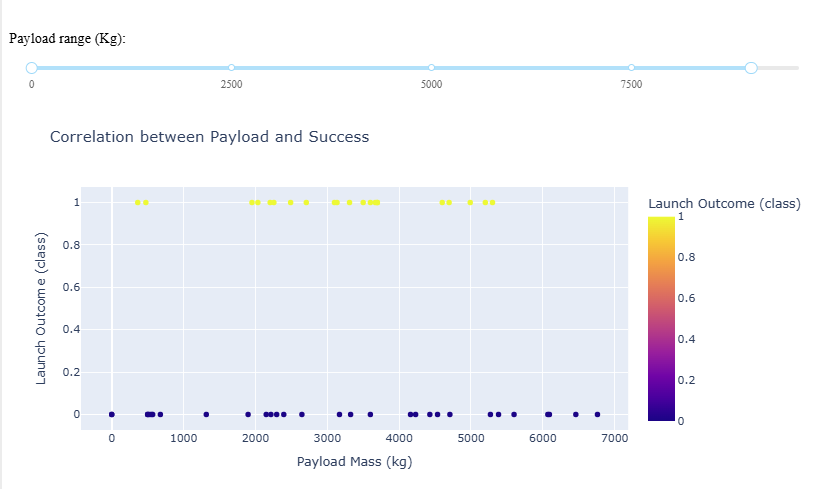 Payload range (Kg):
0 2500 5000 7500
Correlation between Payload and Success
Launch Outcome (class)
1
0.8
0.6
0.4
0.2
0
0 1000 2000 3000 4000 5000 6000 7000
Payload Mass (kg)
Launch Outcome (class)
1
0.8
0.6
0.4
0.2
0